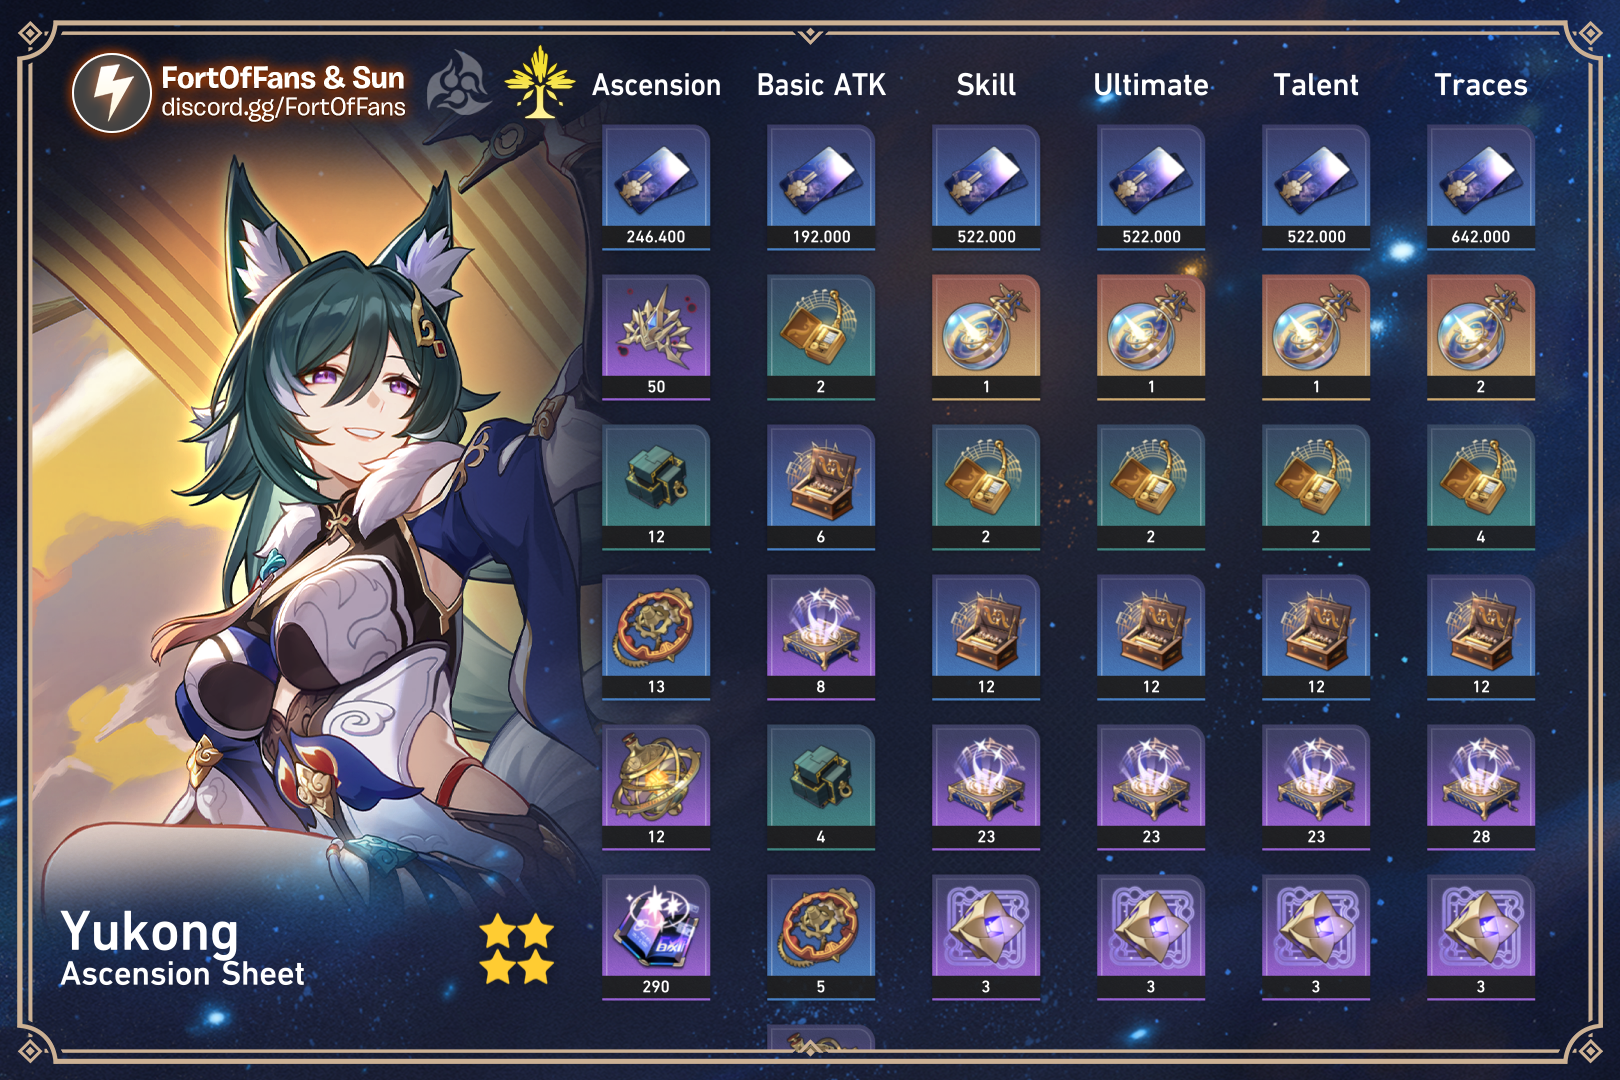 FortOfFans & Sun
discord.gg/FortOfFans
Ascension Basic ATK Skill Ultimate Talent Traces
246.400 192.000 522.000 522.000 522.000 642.000
50 2 1 1 1 2
12 6 2 2 2 4
13 8 12 12 12 12
12 4 23 23 23 28
290 5 3 3 3 3
Yukong
Ascension Sheet